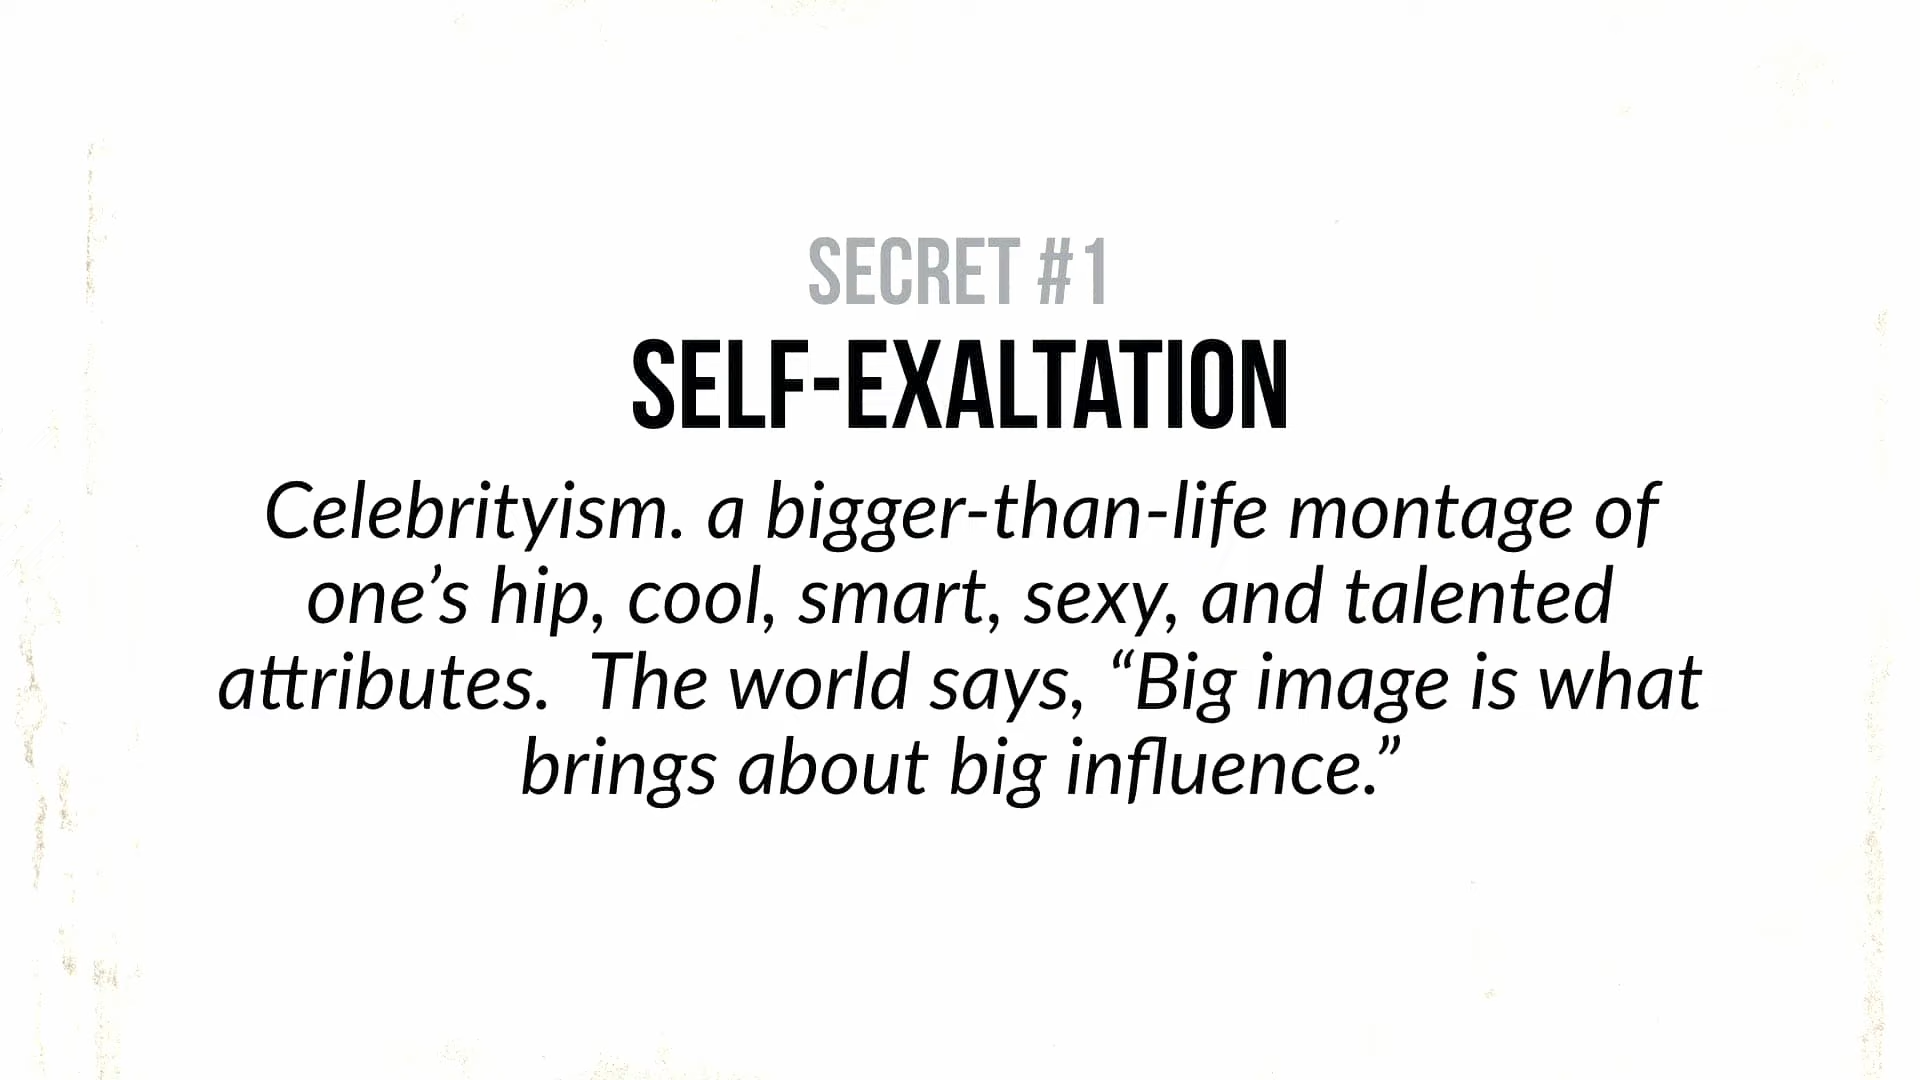 SECRET #1
SELF-EXALTATION
Celebrityism. a bigger-than-life montage of
one’s hip, cool, smart, sexy, and talented
attributes.  The world says, “Big image is what
brings about big influence.”